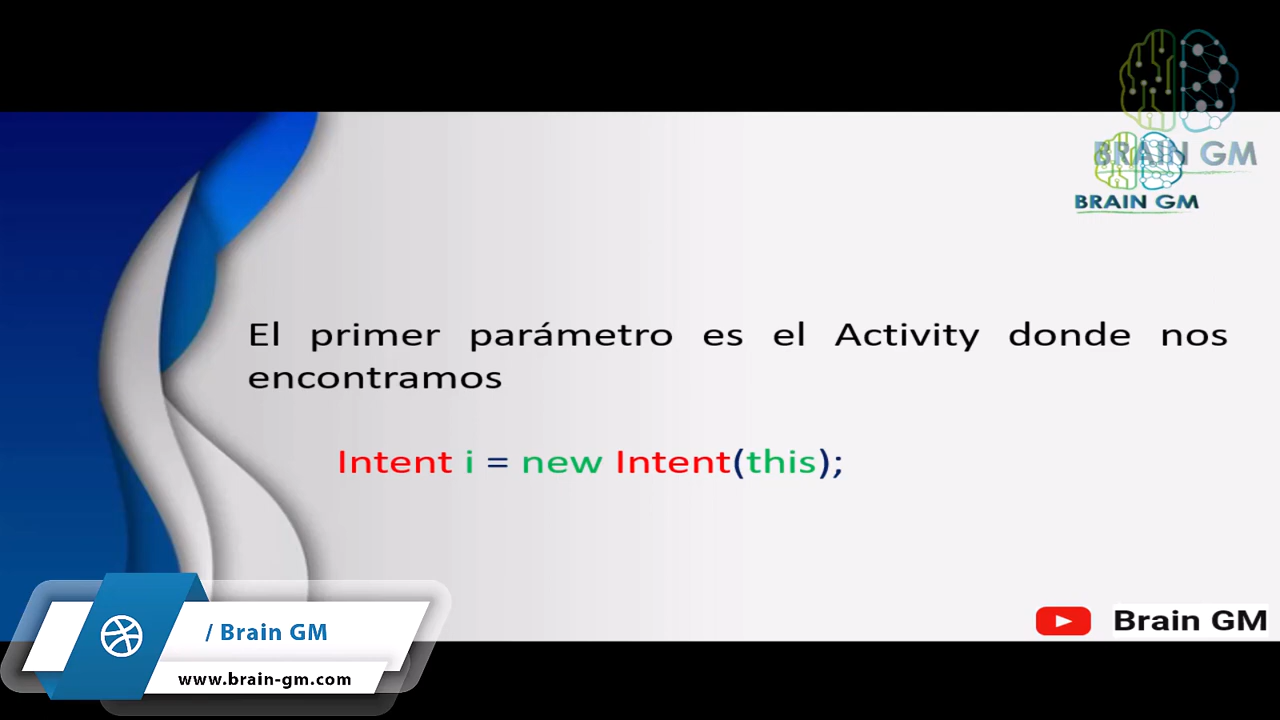 BRAIN GM
BRAIN GM
El primer parámetro es el Activity donde nos
encontramos
Intent i = new Intent(this);
/ Brain GM
www.brain-gm.com
Brain GM